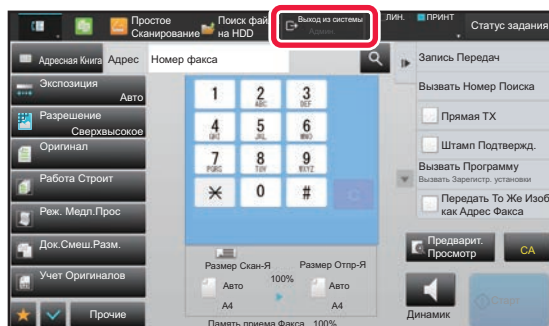 Простое Сканирование
Поиск фай на HDD
Выход из системы
Админ.
ЛИН.
ПРИНТ
Статус задания
Адресная Книга
Адрес
Номер факса
Экспозиция
Авто
Разрешение
Сверхвысокое
Оригинал
Работа Строит
Реж. Медл.Прос
Док.Смеш.Разм.
Учет Оригиналов
Прочие
1
2 ABC
3 DEF
4 GHI
5 JKL
6 MNO
7 PQRS
8 TUV
9 WXYZ
0
#
C
Размер Скан-Я
Размер Отпр-Я
100%
Авто
Авто
A4
A4
Память приема Факса 100%
Запись Передач
Вызвать Номер Поиска
Прямая TX
Штамп Подтвержд.
Вызвать Программу
Вызвать Зарегистр. установки
Передать То Же Изоб
как Адрес Факса
Предварит.
Просмотр
CA
Динамик
Старт